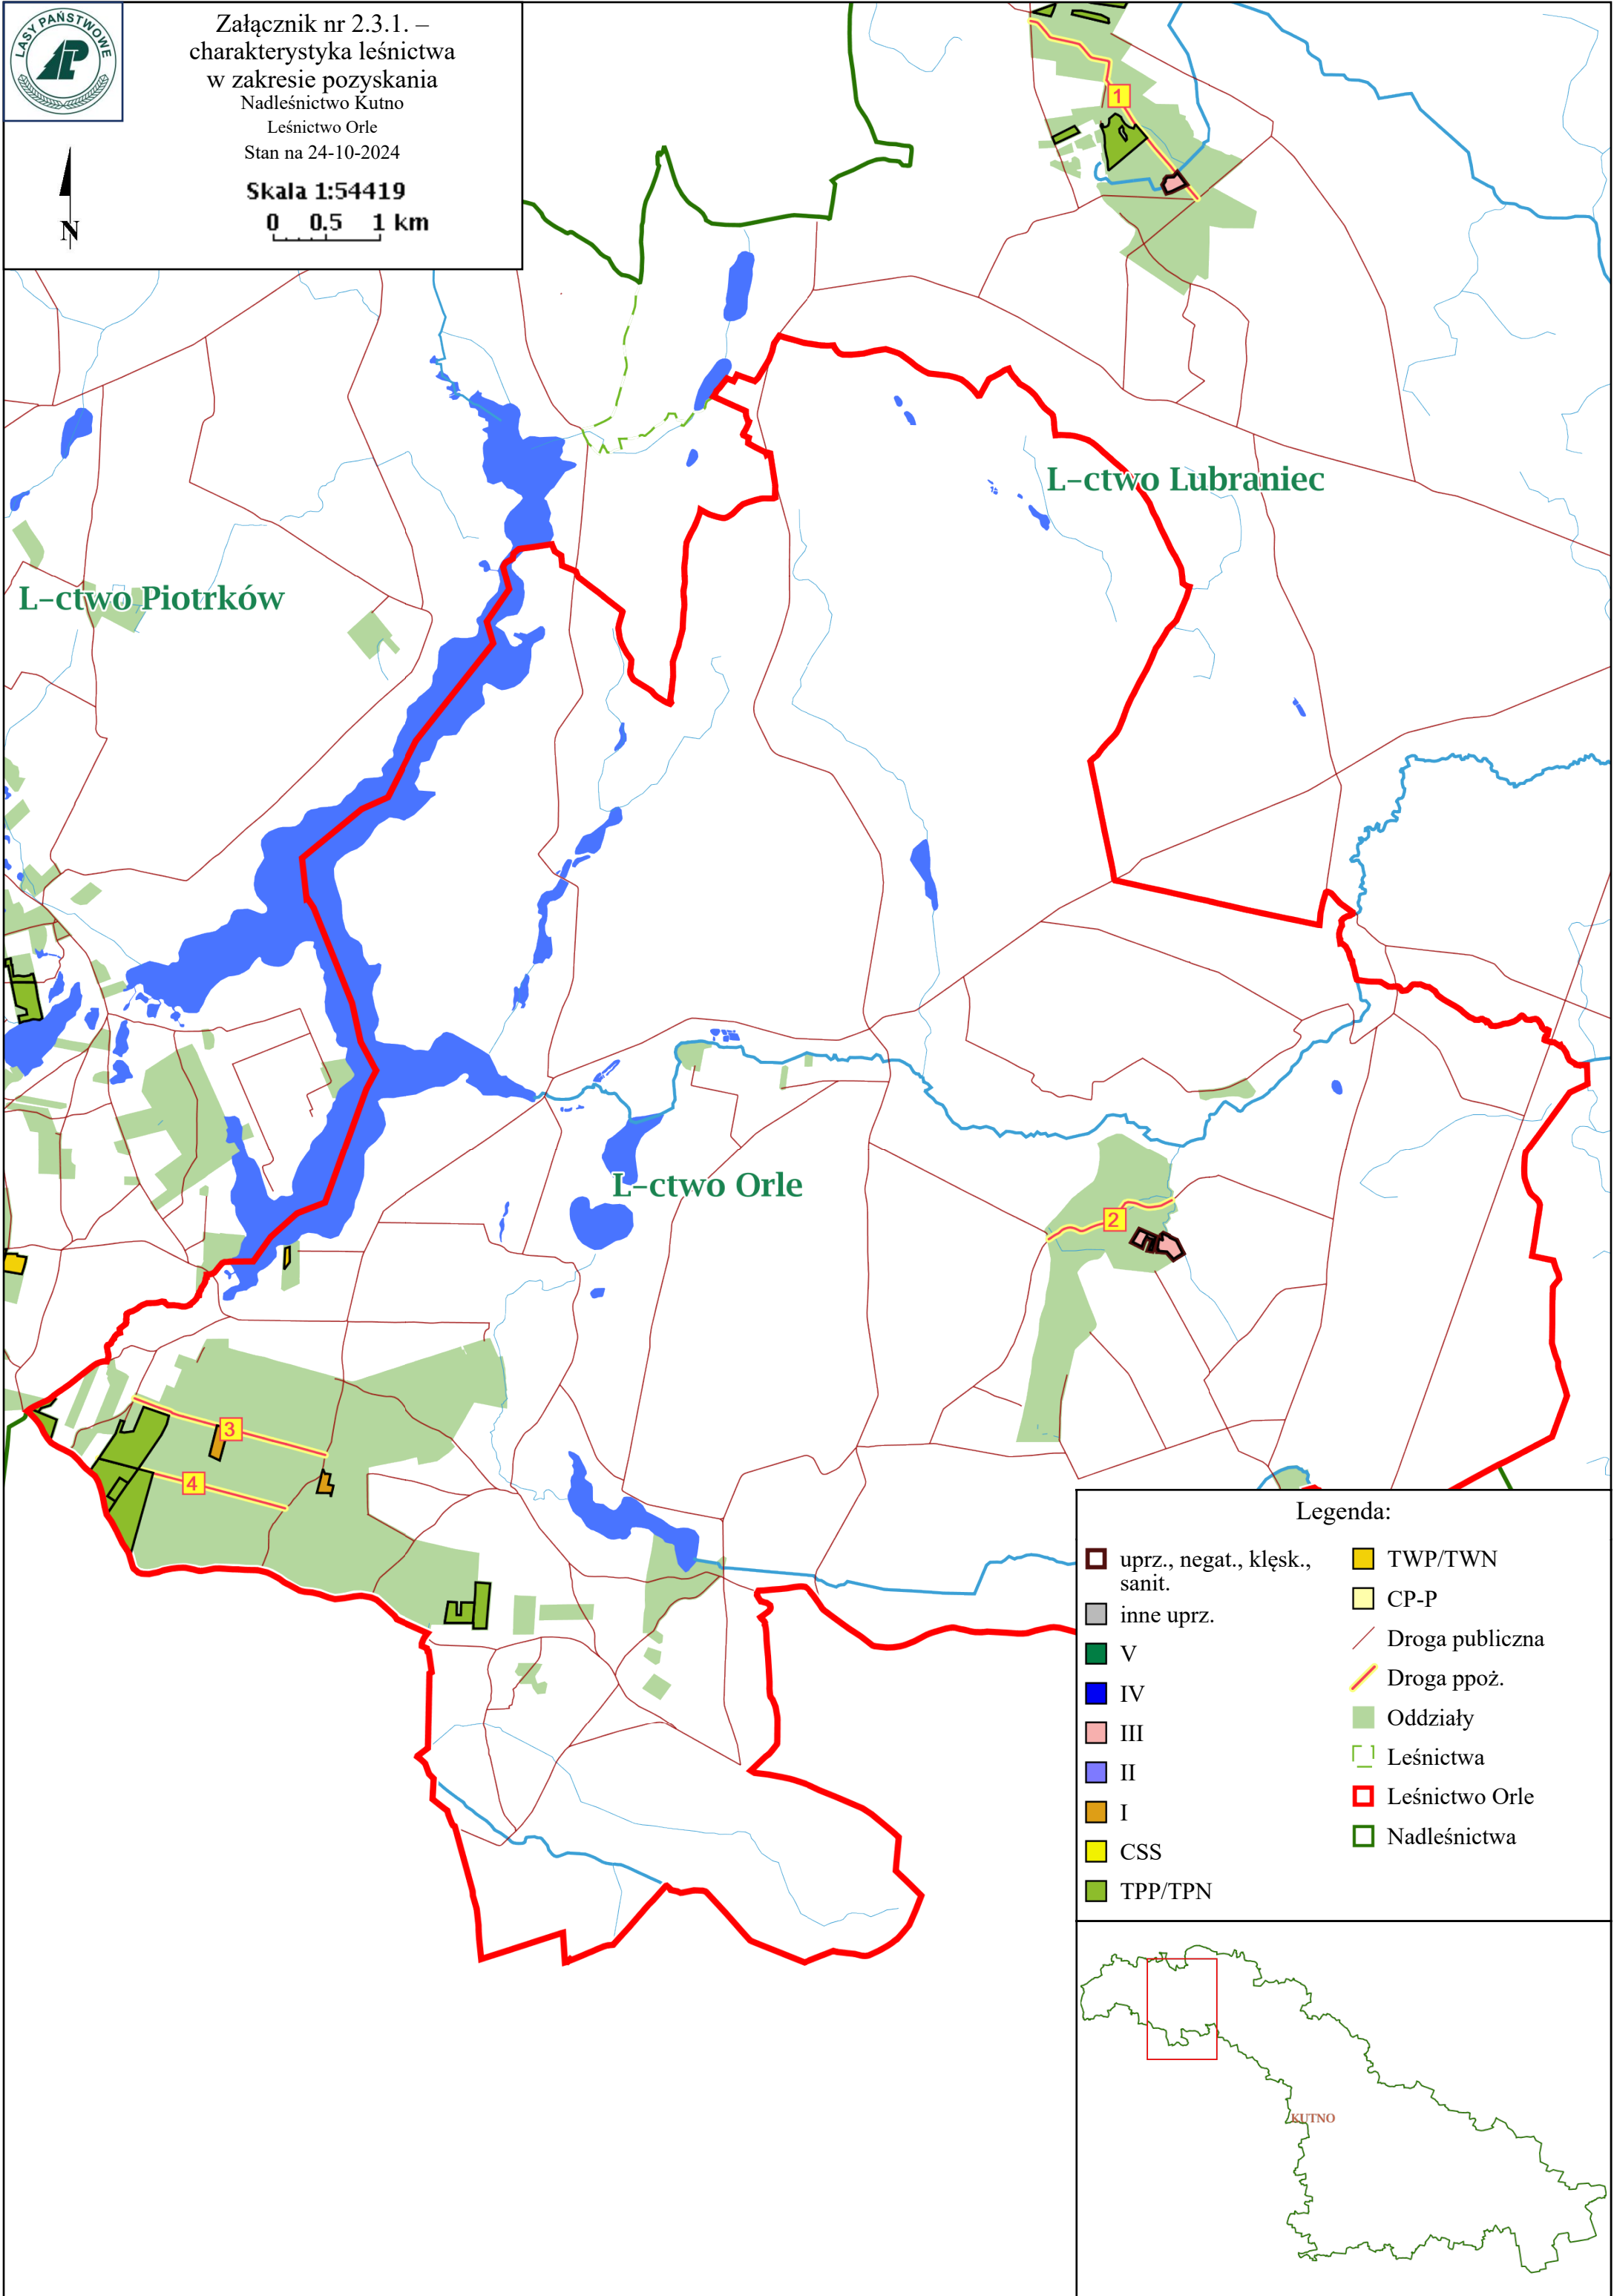 LASY PAŃSTWOWE
Załącznik nr 2.3.1. –
charakterystyka leśnictwa
w zakresie pozyskania
Nadleśnictwo Kutno
Leśnictwo Orle
Stan na 24-10-2024
Skala 1:54419
0 0.5 1 km
N
1
L-ctwo Lubraniec
L-ctwo Piotrków
L-ctwo Orle
2
3
4
Legenda:
uprz., negat., klęsk.,
sanit.
inne uprz.
V
IV
III
II
I
CSS
TPP/TPN
TWP/TWN
CP-P
Droga publiczna
Droga ppoż.
Oddziały
Leśnictwa
Leśnictwo Orle
Nadleśnictwa
KUTNO